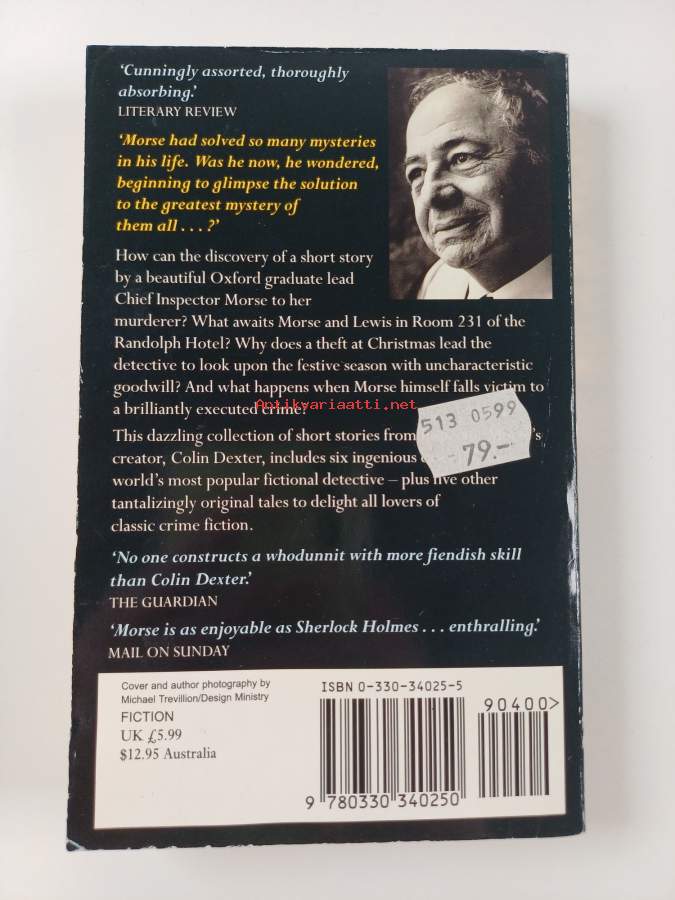 ‘Cunningly assorted, thoroughly
absorbing.’
LITERARY REVIEW
‘Morse had solved so many mysteries
in his life. Was he now, he wondered,
beginning to glimpse the solution
to the greatest mystery of
them all . . . ?’
How can the discovery of a short story
by a beautiful Oxford graduate lead
Chief Inspector Morse to her
murderer? What awaits Morse and Lewis in Room 231 of the
Randolph Hotel? Why does a theft at Christmas lead the
detective to look upon the festive season with uncharacteristic
goodwill? And what happens when Morse himself falls victim to
a brilliantly executed crime?
Antikvariaatti.net
513 0599
79.–
This dazzling collection of short stories from ’s
creator, Colin Dexter, includes six ingenious
world’s most popular fictional detective – plus five other
tantalizingly original tales to delight all lovers of
classic crime fiction.
‘No one constructs a whodunnit with more fiendish skill
than Colin Dexter.’
THE GUARDIAN
‘Morse is as enjoyable as Sherlock Holmes . . . enthralling.’
MAIL ON SUNDAY
Cover and author photography by
Michael Trevillion/Design Ministry
FICTION
UK £5.99
$12.95 Australia
ISBN 0-330-34025-5
90400>
9 780330 340250